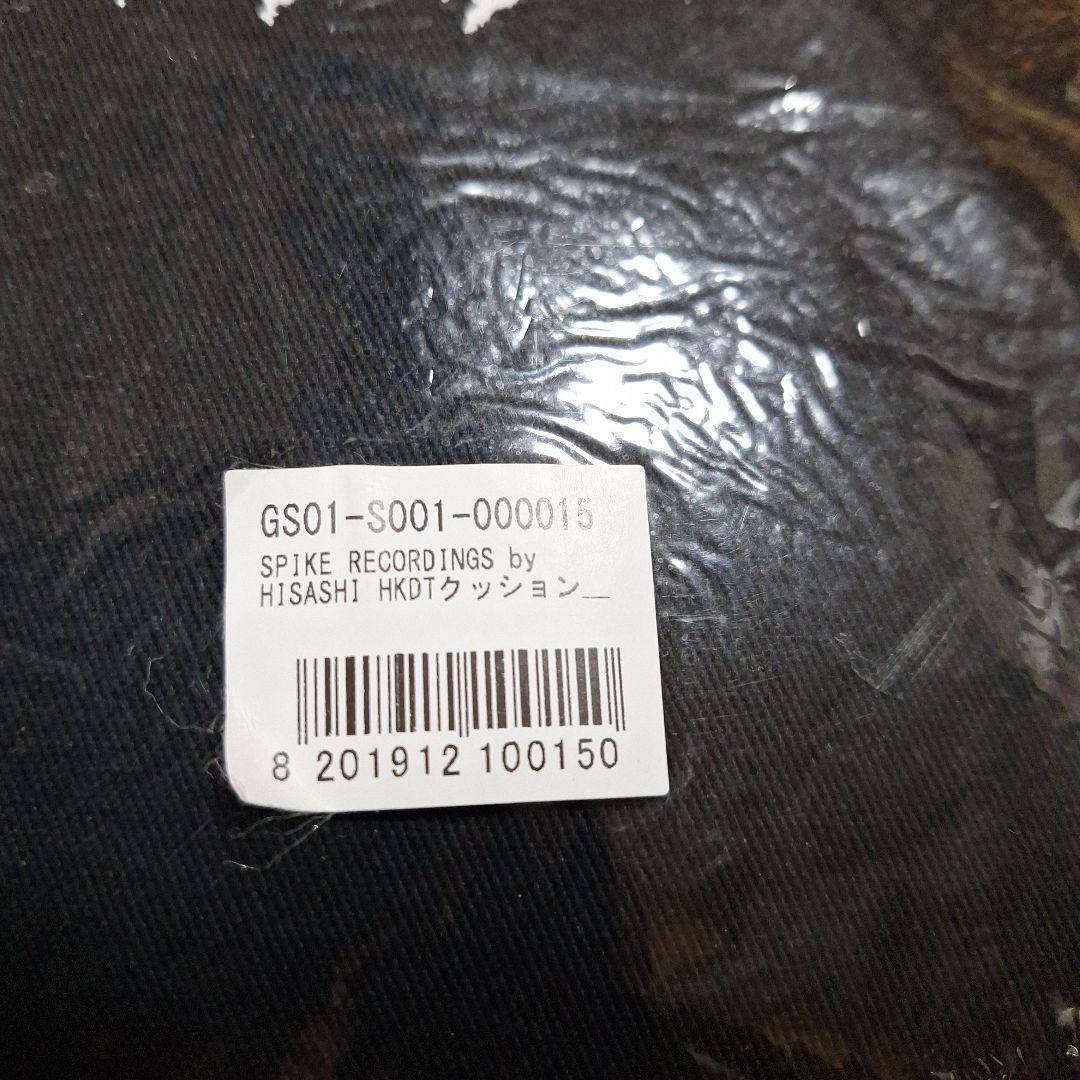 GS01-S001-000015
SPIKE RECORDINGS by
HISASHI HKDTクッション__
8 201912 100150